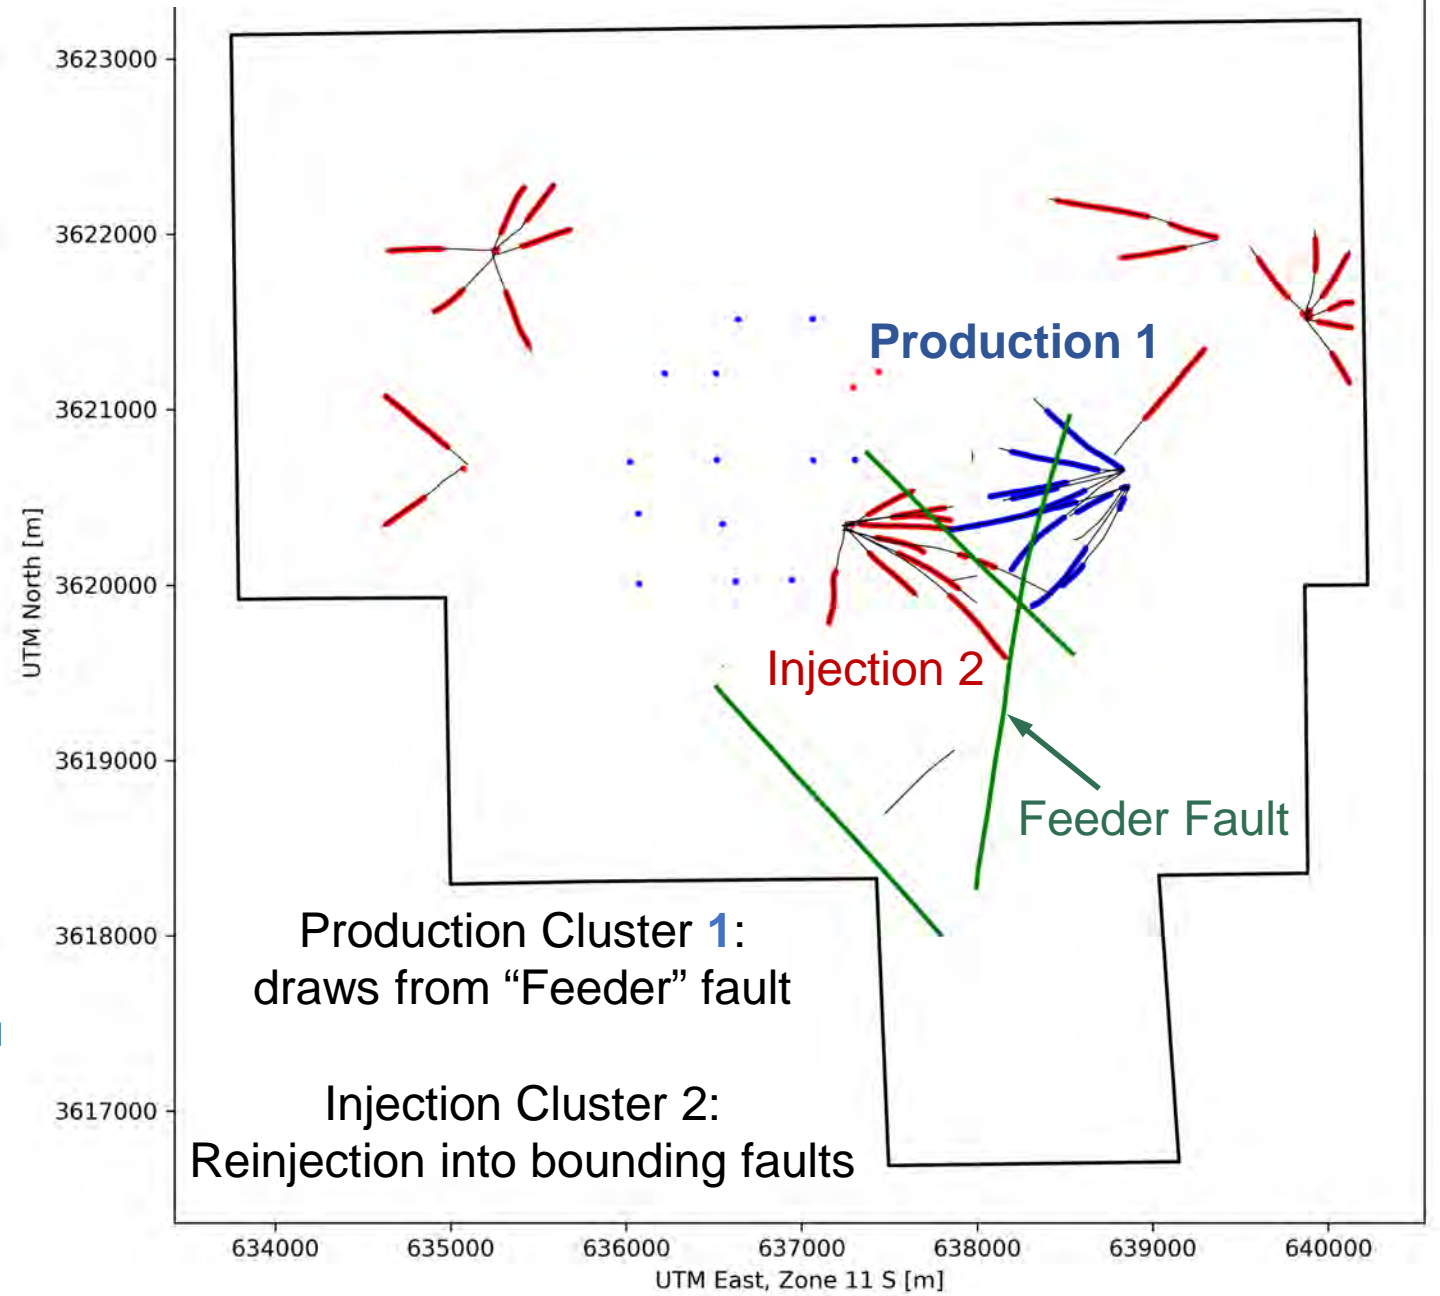 3623000
3622000
3621000
3620000
3619000
3618000
3617000
UTM North [m]
Production 1
Injection 2
Feeder Fault
Production Cluster 1:
draws from “Feeder” fault
Injection Cluster 2:
Reinjection into bounding faults
634000 635000 636000 637000 638000 639000 640000
UTM East, Zone 11 S [m]